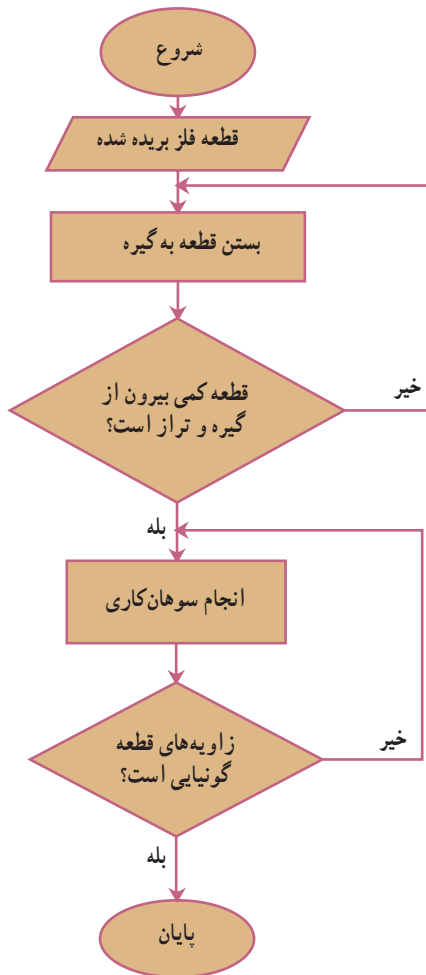 شروع
قطعه فلز بریده شده
بستن قطعه به گیره
قطعه کمی بیرون از
گیره و تراز است؟
خیر
بله
انجام سوهان‌کاری
زاویه‌های قطعه
گونیایی است؟
خیر
بله
پایان